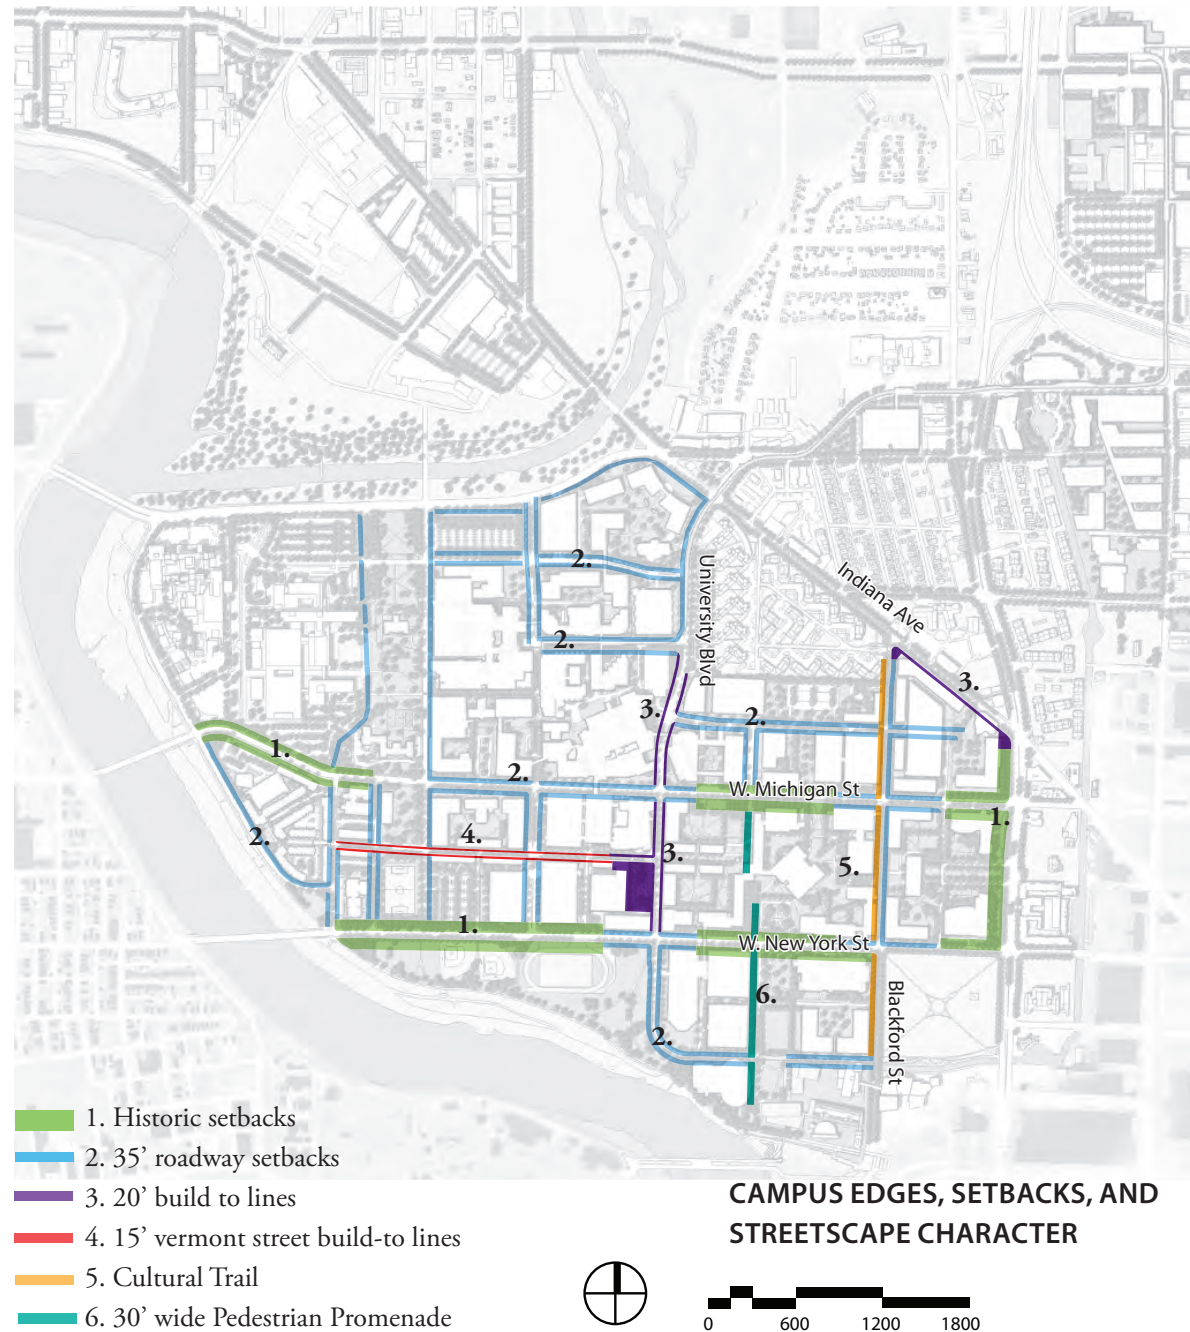 2.
University Blvd
Indiana Ave
2.
3.
3.
2.
1.
2.
W. Michigan St
1.
2.
4.
3.
5.
1.
W. New York St
6.
Blackford St
2.
1. Historic setbacks
2. 35’ roadway setbacks
3. 20’ build to lines
4. 15’ vermont street build-to lines
5. Cultural Trail
6. 30’ wide Pedestrian Promenade
CAMPUS EDGES, SETBACKS, AND
STREETSCAPE CHARACTER
0 600 1200 1800